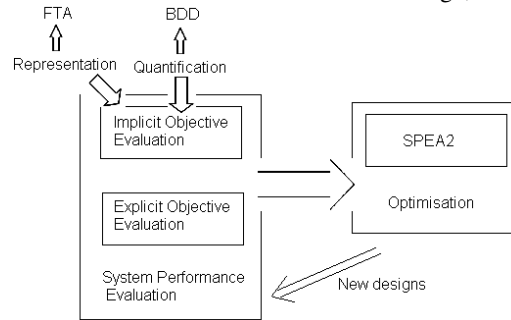 FTA
BDD
Representation
Quantification
Implicit Objective
Evaluation
SPEA2
Explicit Objective
Evaluation
Optimisation
System Performance
Evaluation
New designs